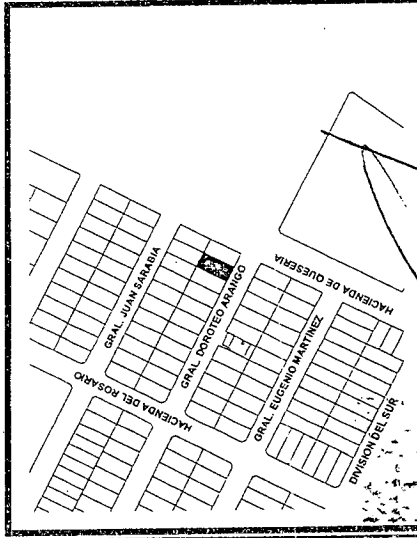 GRAL. JUAN SARABIA
GRAL. DOROTEO ARANGO
HACIENDA DE QUESERIA
HACIENDA DEL ROSARIO
GRAL. EUGENIO MARTINEZ
DIVISION DEL SUR